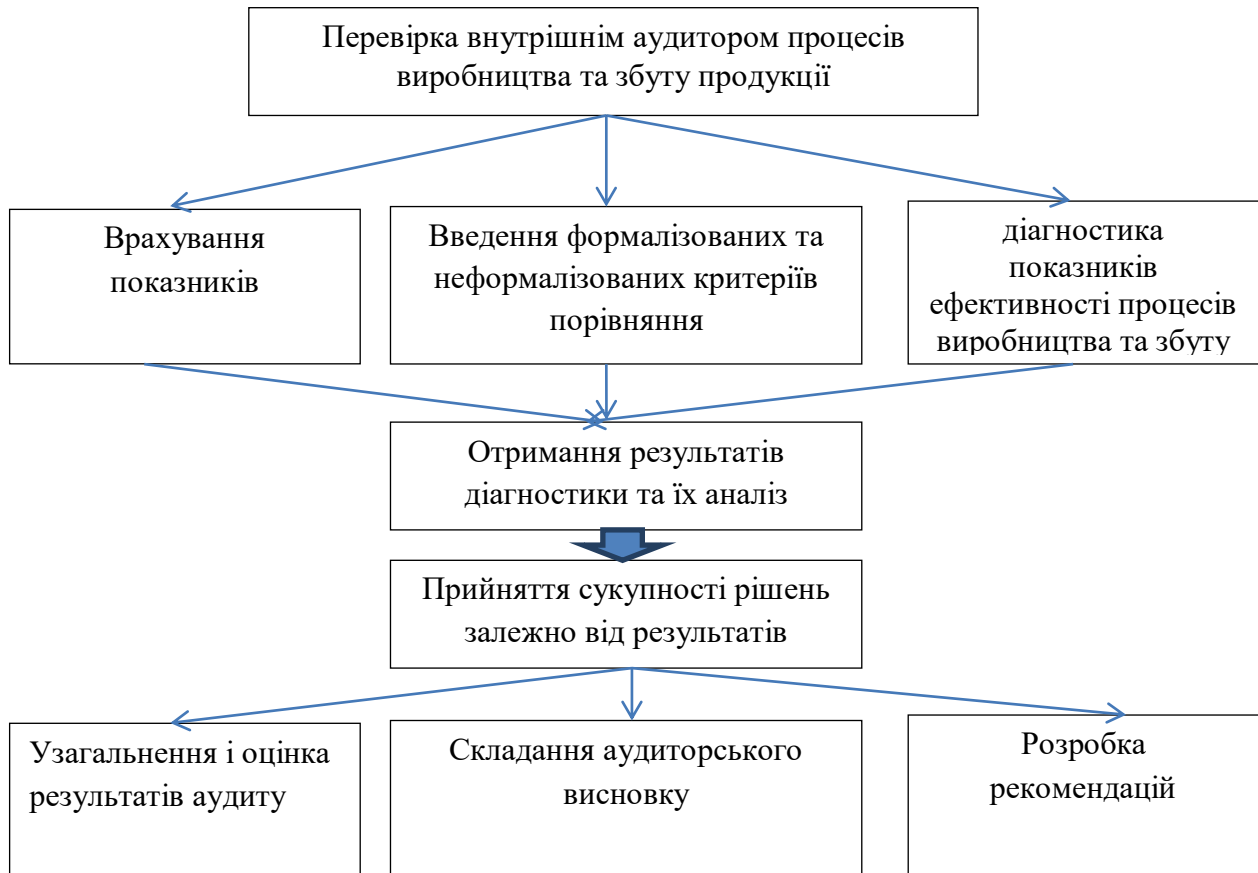 Перевірка внутрішнім аудитором процесів
виробництва та збуту продукції
Врахування
показників
Введення формалізованих та
неформалізованих критеріїв
порівняння
діагностика
показників
ефективності процесів
виробництва та збуту
Отримання результатів
діагностики та їх аналіз
Прийняття сукупності рішень
залежно від результатів
Узагальнення і оцінка
результатів аудиту
Складання аудиторського
висновку
Розробка
рекомендацій